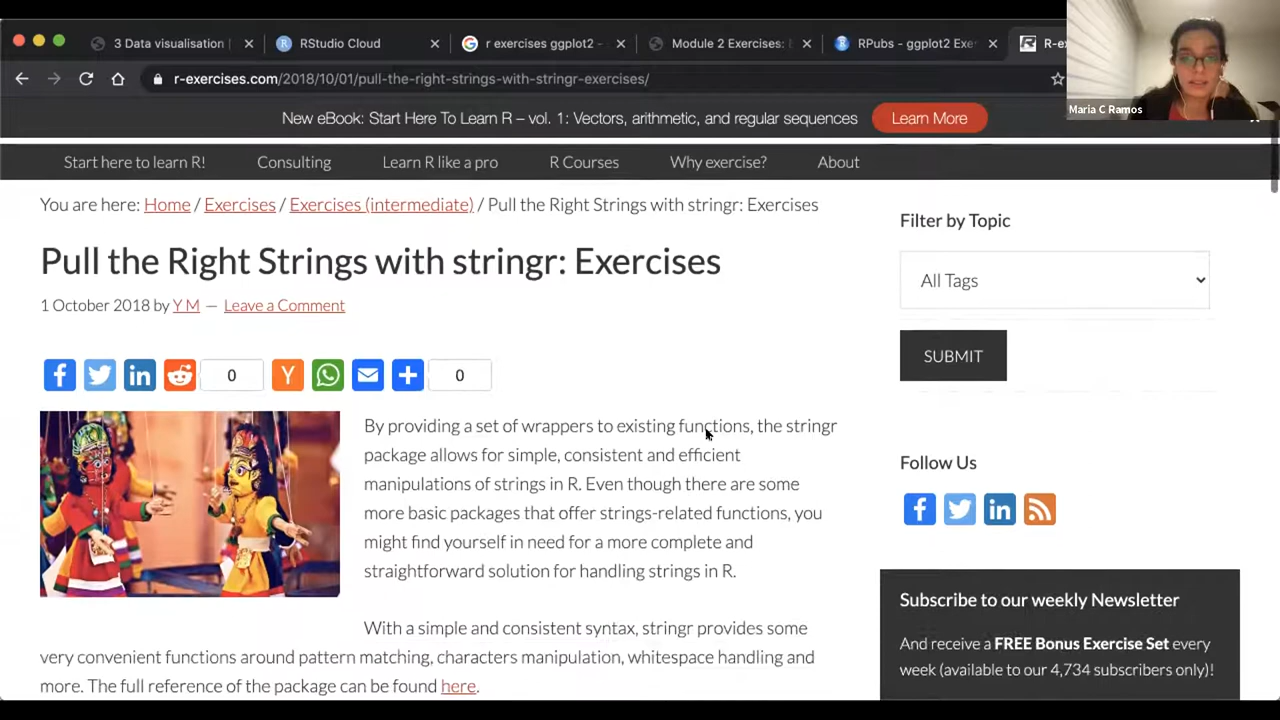 3 Data visualisation
RStudio Cloud
r exercises ggplot2 -
Module 2 Exercises:
RPubs - ggplot2 Exe
R-e
r-exercises.com/2018/10/01/pull-the-right-strings-with-stringr-exercises/
Maria C Ramos
New eBook: Start Here To Learn R – vol. 1: Vectors, arithmetic, and regular sequences
Learn More
Start here to learn R!
Consulting
Learn R like a pro
R Courses
Why exercise?
About
You are here: Home / Exercises / Exercises (intermediate) / Pull the Right Strings with stringr: Exercises
Pull the Right Strings with stringr: Exercises
1 October 2018 by Y M — Leave a Comment
0
0
By providing a set of wrappers to existing functions, the stringr
package allows for simple, consistent and efficient
manipulations of strings in R. Even though there are some
more basic packages that offer strings-related functions, you
might find yourself in need for a more complete and
straightforward solution for handling strings in R.
With a simple and consistent syntax, stringr provides some
very convenient functions around pattern matching, characters manipulation, whitespace handling and
more. The full reference of the package can be found here.
Filter by Topic
All Tags
SUBMIT
Follow Us
Subscribe to our weekly Newsletter
And receive a FREE Bonus Exercise Set every
week (available to our 4,734 subscribers only)!